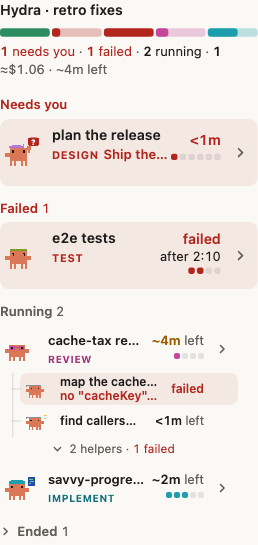 Hydra · retro fixes
1 needs you · 1 failed · 2 running · 1
≈$1.06 · ~4m left
Needs you
plan the release
<1m
DESIGN Ship the...
Failed 1
e2e tests
failed
TEST
after 2:10
Running 2
cache-tax re...
~4m left
REVIEW
map the cache...
no "cacheKey"...
failed
find callers...
<1m left
2 helpers · 1 failed
savvy-progre...
~2m left
IMPLEMENT
Ended 1